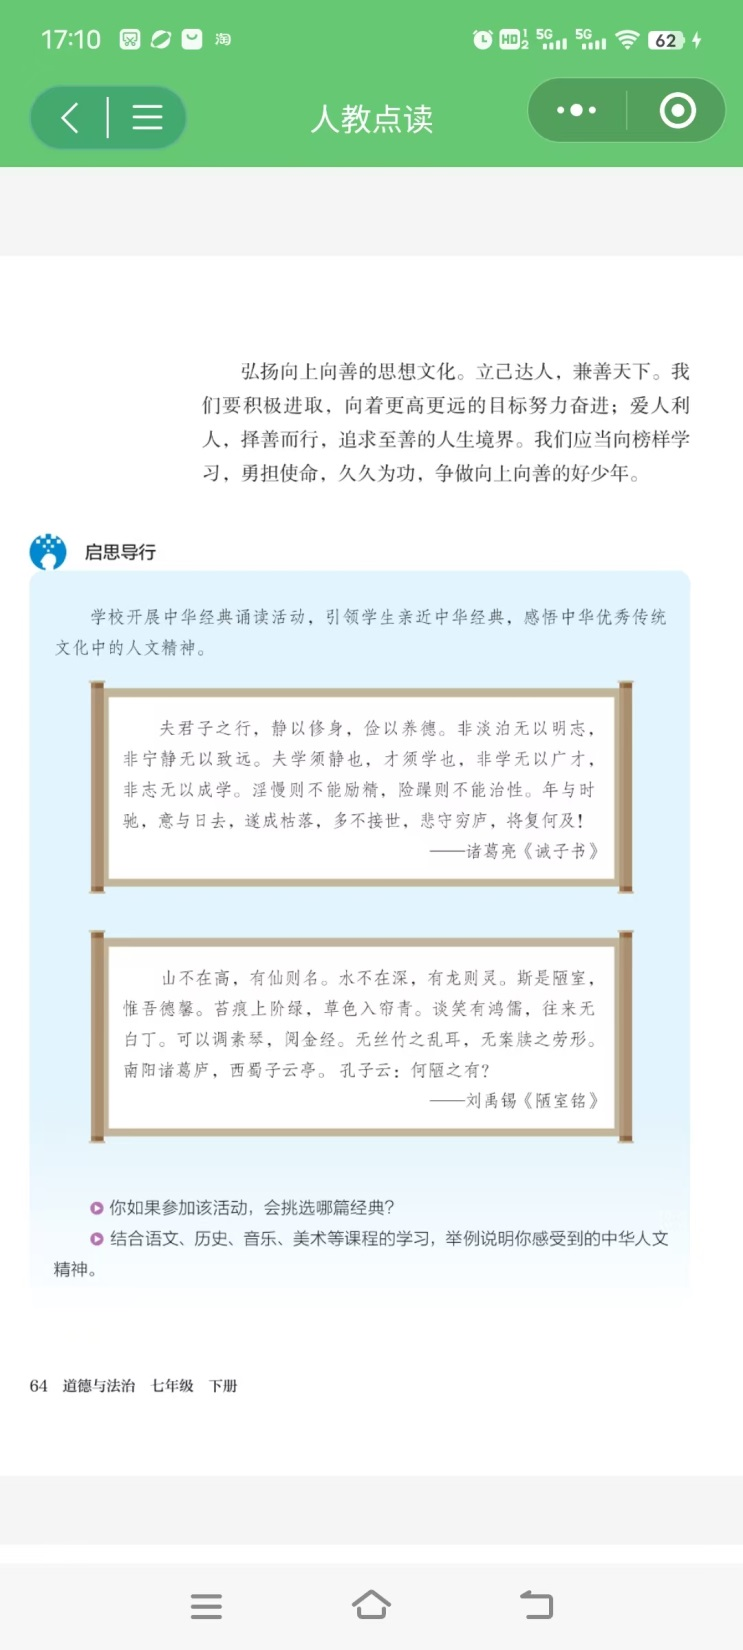 17:10
淘
HD 1 2
5G
5G
62
人教点读
弘扬向上向善的思想文化。立己达人，兼善天下。我
们要积极进取，向着更高更远的目标努力奋进；爱人利
人，择善而行，追求至善的人生境界。我们应当向榜样学
习，勇担使命，久久为功，争做向上向善的好少年。
启思导行
学校开展中华经典诵读活动，引领学生亲近中华经典，感悟中华优秀传统
文化中的人文精神。
夫君子之行，静以修身，俭以养德。非淡泊无以明志，
非宁静无以致远。夫学须静也，才须学也，非学无以广才，
非志无以成学。淫慢则不能励精，险躁则不能治性。年与时
驰，意与日去，遂成枯落，多不接世，悲守穷庐，将复何及！
——诸葛亮《诫子书》
山不在高，有仙则名。水不在深，有龙则灵。斯是陋室，
惟吾德馨。苔痕上阶绿，草色入帘青。谈笑有鸿儒，往来无
白丁。可以调素琴，阅金经。无丝竹之乱耳，无案牍之劳形。
南阳诸葛庐，西蜀子云亭。孔子云：何陋之有？
——刘禹锡《陋室铭》
你如果参加该活动，会挑选哪篇经典？
结合语文、历史、音乐、美术等课程的学习，举例说明你感受到的中华人文
精神。
64 道德与法治 七年级 下册